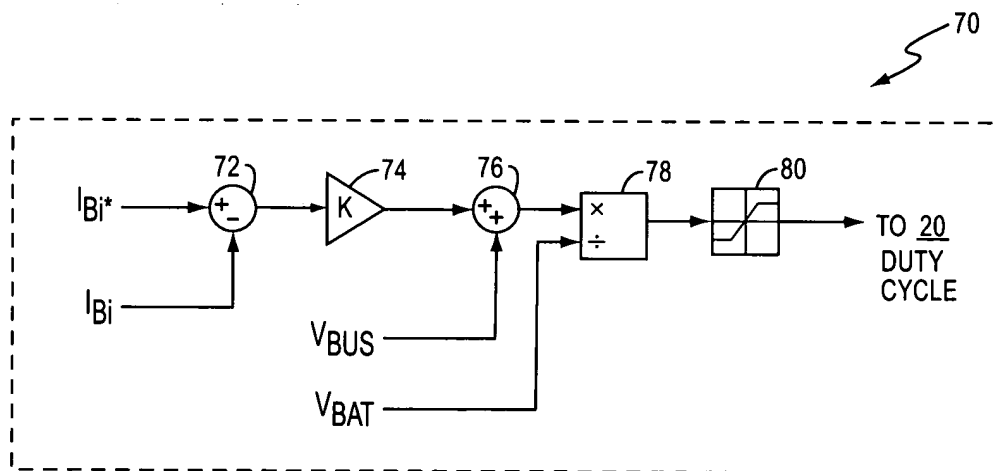 70
72
74
76
78
80
I_Bi*
+
−
K
+
+
×
÷
TO 20
DUTY
CYCLE
I_Bi
V_BUS
V_BAT